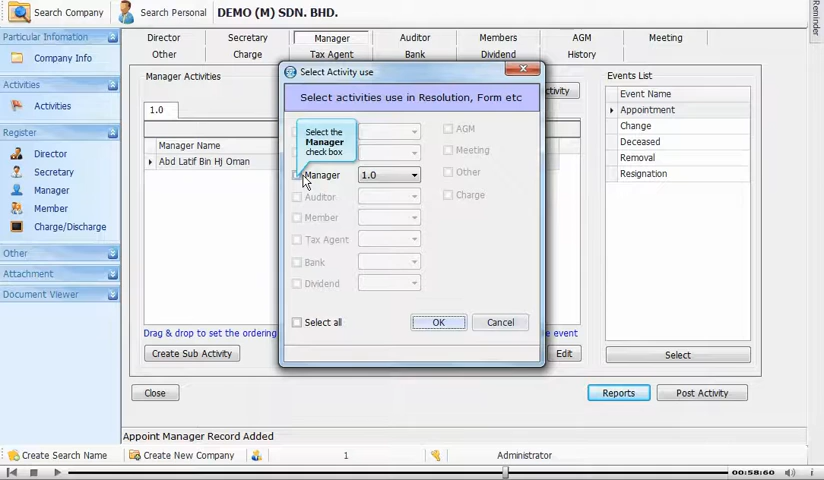 Search Company
Search Personal
DEMO (M) SDN. BHD.
Reminder
Particular Infomation
Company Info
Activities
Activities
Register
Director
Secretary
Manager
Member
Charge/Discharge
Other
Attachment
Document Viewer
Director
Secretary
Manager
Auditor
Members
AGM
Meeting
Other
Charge
Tax Agent
Bank
Dividend
History
Manager Activities
1.0
Manager Name
Abd Latif Bin Hj Oman
Select Activity use
Select activities use in Resolution, Form etc
Select the
Manager
check box
Manager
1.0
Auditor
Member
Tax Agent
Bank
Dividend
AGM
Meeting
Other
Charge
Select all
OK
Cancel
Events List
Event Name
Appointment
Change
Deceased
Removal
Resignation
Drag & drop to set the ordering
event
Create Sub Activity
Edit
Select
Close
Reports
Post Activity
Appoint Manager Record Added
Create Search Name
Create New Company
1
Administrator
00:58:60